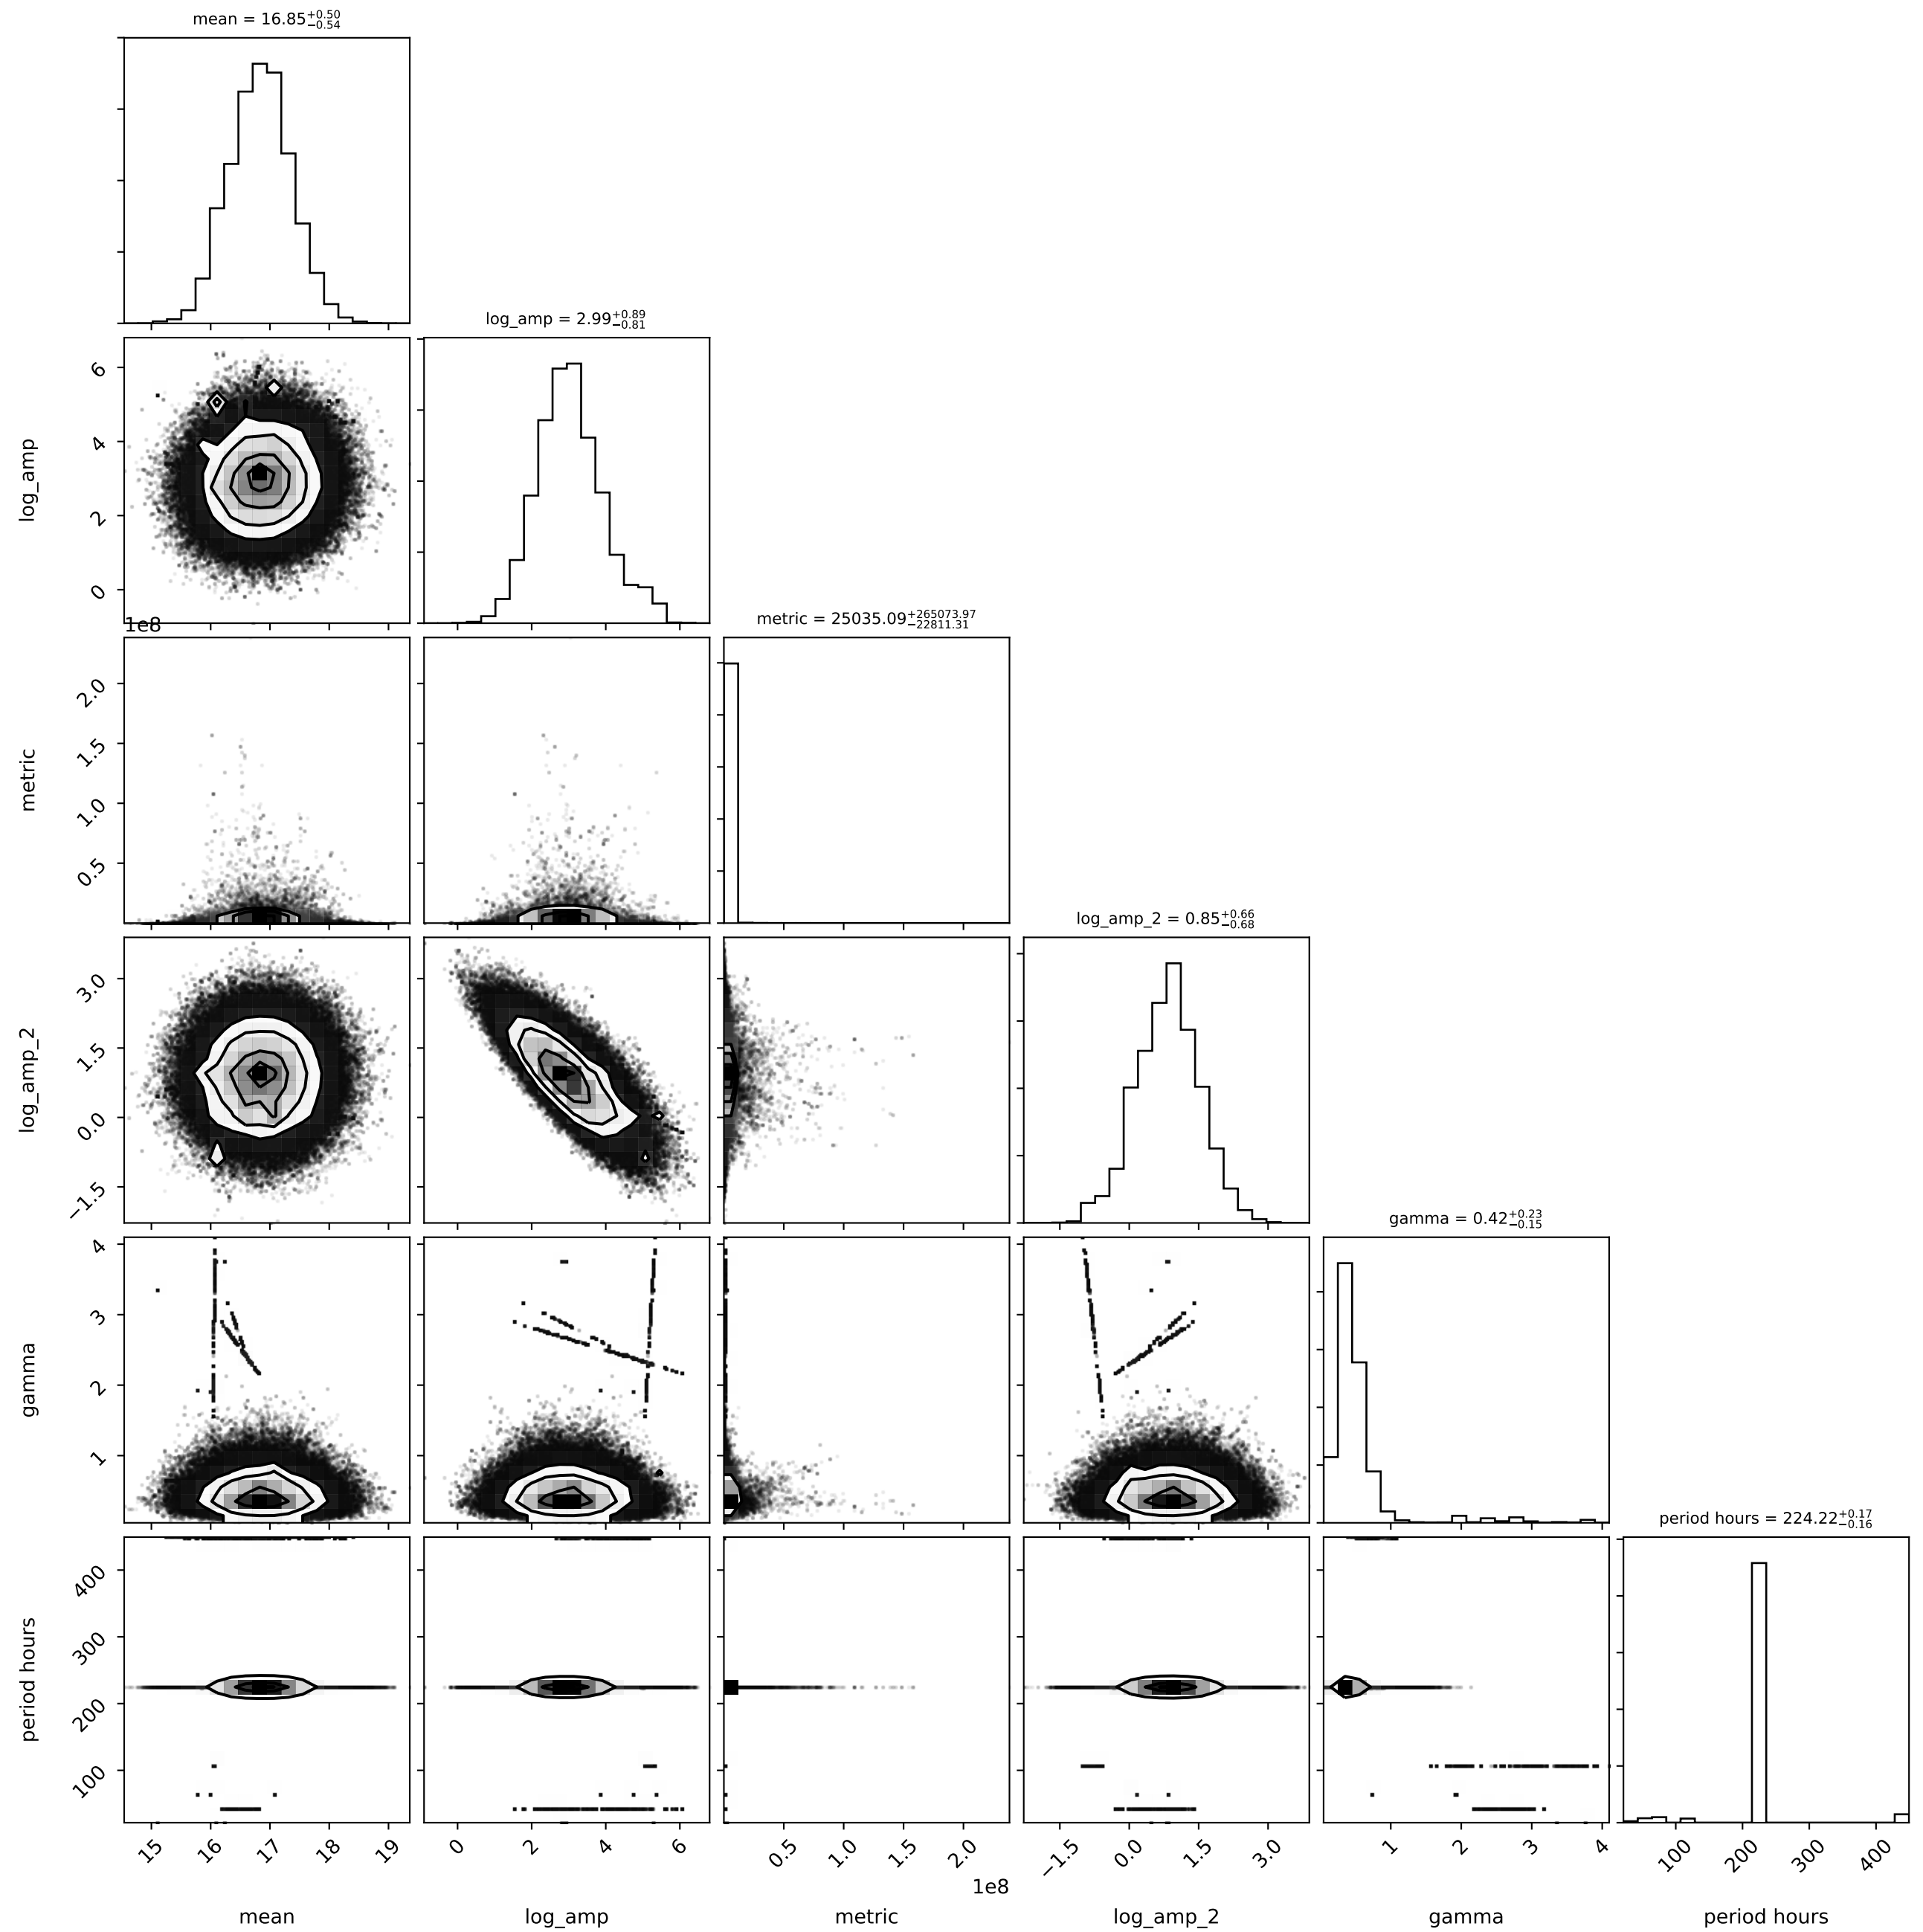 mean = 16.85+0.50−0.54
log_amp = 2.99+0.89−0.81
6
4
2
0
log_amp
1e8
metric = 25035.09+265073.97−22811.31
2.0
1.5
1.0
0.5
metric
log_amp_2 = 0.85+0.66−0.68
3.0
1.5
0.0
−1.5
log_amp_2
gamma = 0.42+0.23−0.15
4
3
2
1
gamma
period hours = 224.22+0.17−0.16
400
300
200
100
period hours
15 16 17 18 19
0 2 4 6
0.5 1.0 1.5 2.0
−1.5 0.0 1.5 3.0
1 2 3 4
100 200 300 400
1e8
mean log_amp metric log_amp_2 gamma period hours